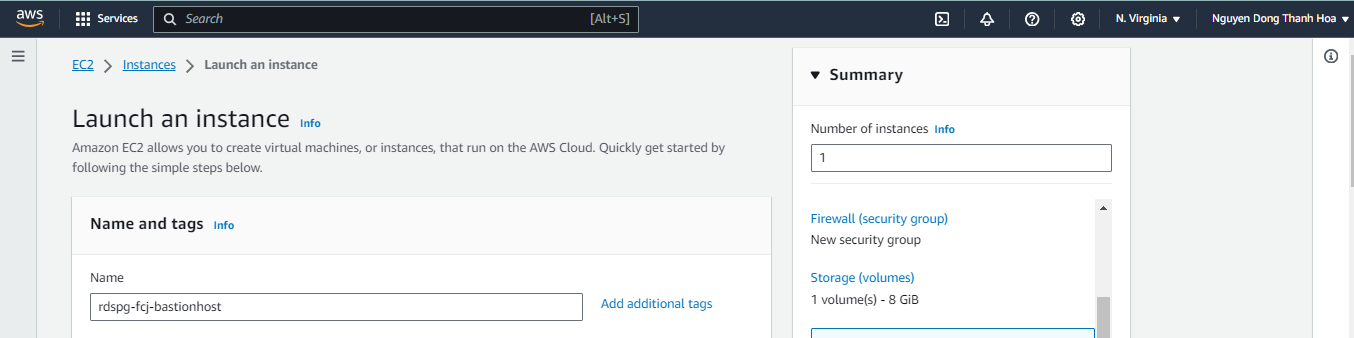 aws Services Search [Alt+S] N. Virginia Nguyen Dong Thanh Hoa
EC2 Instances Launch an instance
Launch an instance Info
Amazon EC2 allows you to create virtual machines, or instances, that run on the AWS Cloud. Quickly get started by
following the simple steps below.
Name and tags Info
Name
rdspg-fcj-bastionhost
Add additional tags
Summary
Number of instances Info
1
Firewall (security group)
New security group
Storage (volumes)
1 volume(s) - 8 GiB